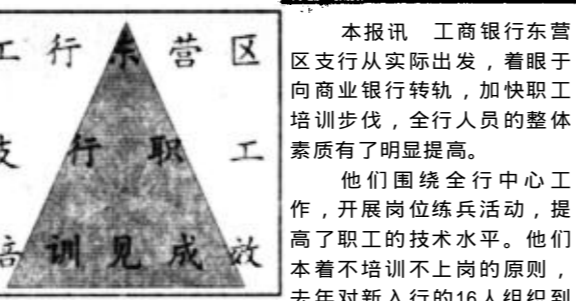 工行东营区
支行职工
培训见成效
本报讯 工商银行东营
区支行从实际出发，着眼于
向商业银行转轨，加快职工
培训步伐，全行人员的整体
素质有了明显提高。
他们围绕全行中心工
作，开展岗位练兵活动，提
高了职工的技术水平。他们
本着不培训不上岗的原则，
去年对新入行的16人组织到